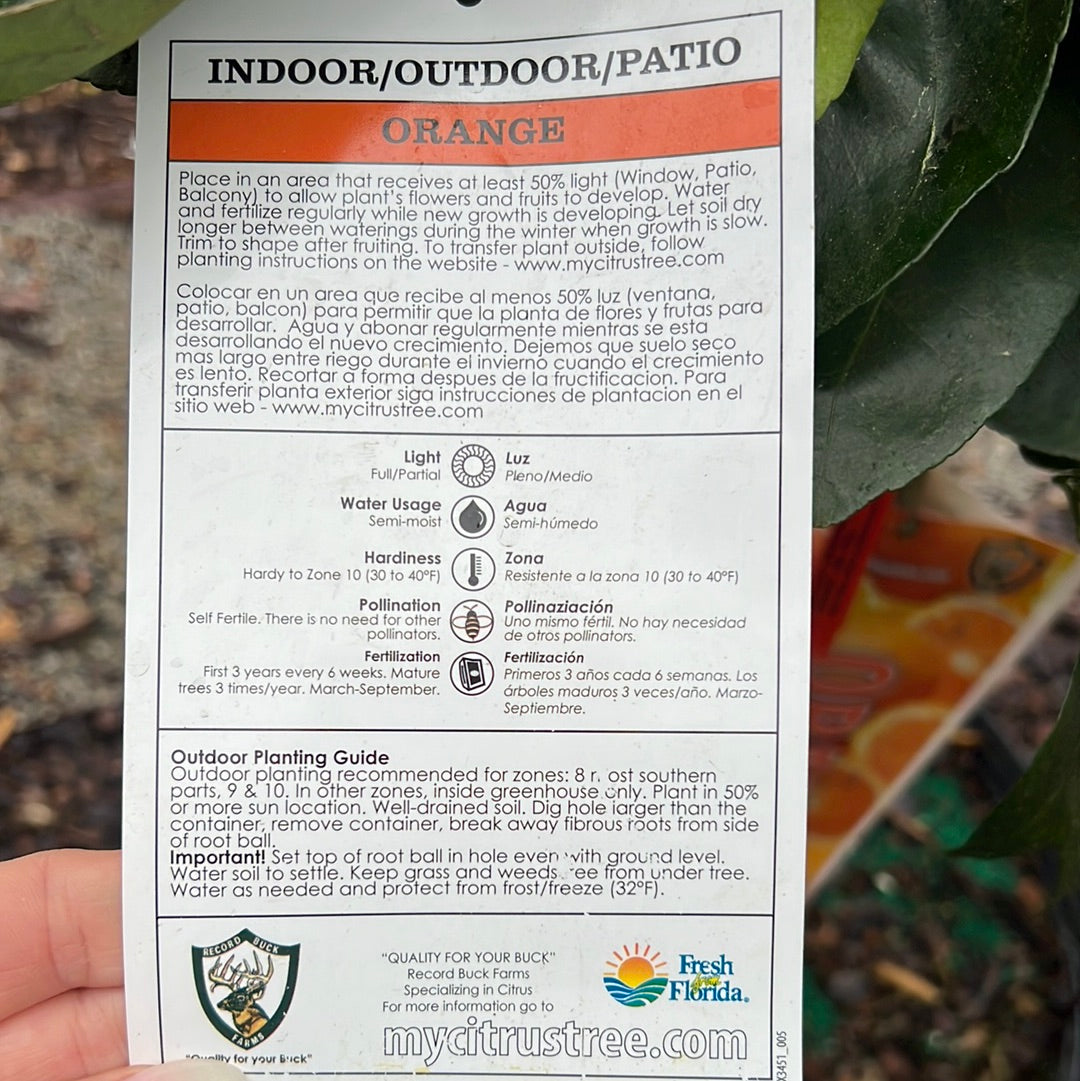 INDOOR/OUTDOOR/PATIO
ORANGE
Place in an area that receives at least 50% light (Window, Patio,
Balcony) to allow plant's flowers and fruits to develop. Water
and fertilize regularly while new growth is developing. Let soil dry
longer between waterings during the winter when growth is slow.
Trim to shape after fruiting. To transfer plant outside, follow
planting instructions on the website - www.mycitrustree.com
Colocar en un area que recibe al menos 50% luz (ventana,
patio, balcon) para permitir que la planta de flores y frutas para
desarrollar. Agua y abonar regularmente mientras se esta
desarrollando el nuevo crecimiento. Dejemos que suelo seco
mas largo entre riego durante el invierno cuando el crecimiento
es lento. Recortar a forma despues de la fructificacion. Para
transferir planta exterior siga instrucciones de plantacion en el
sitio web - www.mycitrustree.com
Light
Full/Partial
Luz
Pleno/Medio
Water Usage
Semi-moist
Agua
Semi-húmedo
Hardiness
Hardy to Zone 10 (30 to 40°F)
Zona
Resistente a la zona 10 (30 to 40°F)
Pollination
Self Fertile. There is no need for other
pollinators.
Pollinaziación
Uno mismo fértil. No hay necesidad
de otros pollinators.
Fertilization
First 3 years every 6 weeks. Mature
trees 3 times/year. March-September.
Fertilización
Primeros 3 años cada 6 semanas. Los
árboles maduros 3 veces/año. Marzo-
Septiembre.
Outdoor Planting Guide
Outdoor planting recommended for zones: 8 southern
parts, 9 & 10. In other zones, inside greenhouse only. Plant in 50%
or more sun location. Well-drained soil. Dig hole larger than the
container, remove container, break away fibrous roots from side
of root ball.
Important! Set top of root ball in hole even with ground level.
Water soil to settle. Keep grass and weeds from under tree.
Water as needed and protect from frost/freeze (32°F).
RECORD BUCK
FARMS
"Quality for your Buck"
"QUALITY FOR YOUR BUCK"
Record Buck Farms
Specializing in Citrus
For more information go to
mycitrustree.com
Fresh
from
Florida.
X3451_005